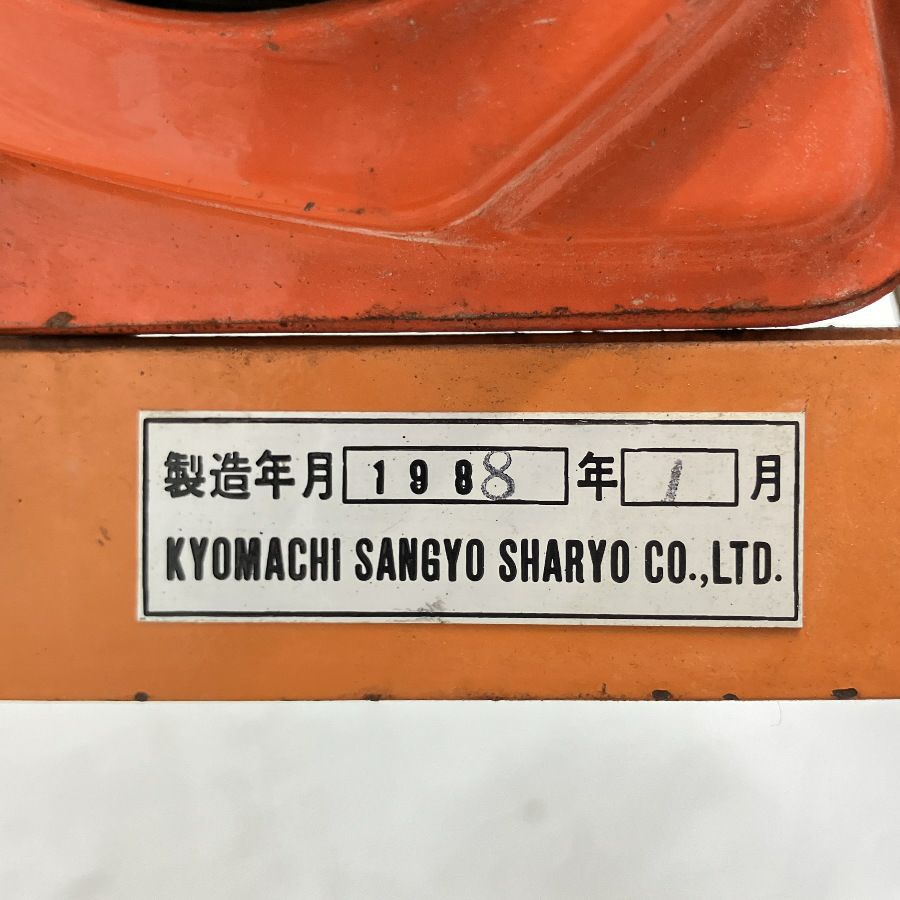 製造年月 1988 年 1 月
KYOMACHI SANGYO SHARYO CO.,LTD.